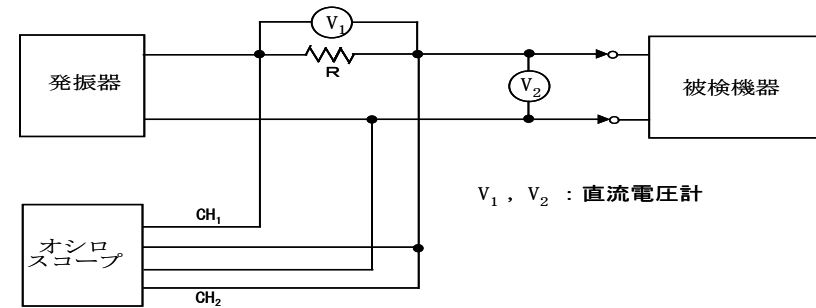 V1
発振器
R
V2
被検機器
V1 , V2 : 直流電圧計
CH1
オシロ
スコープ
CH2